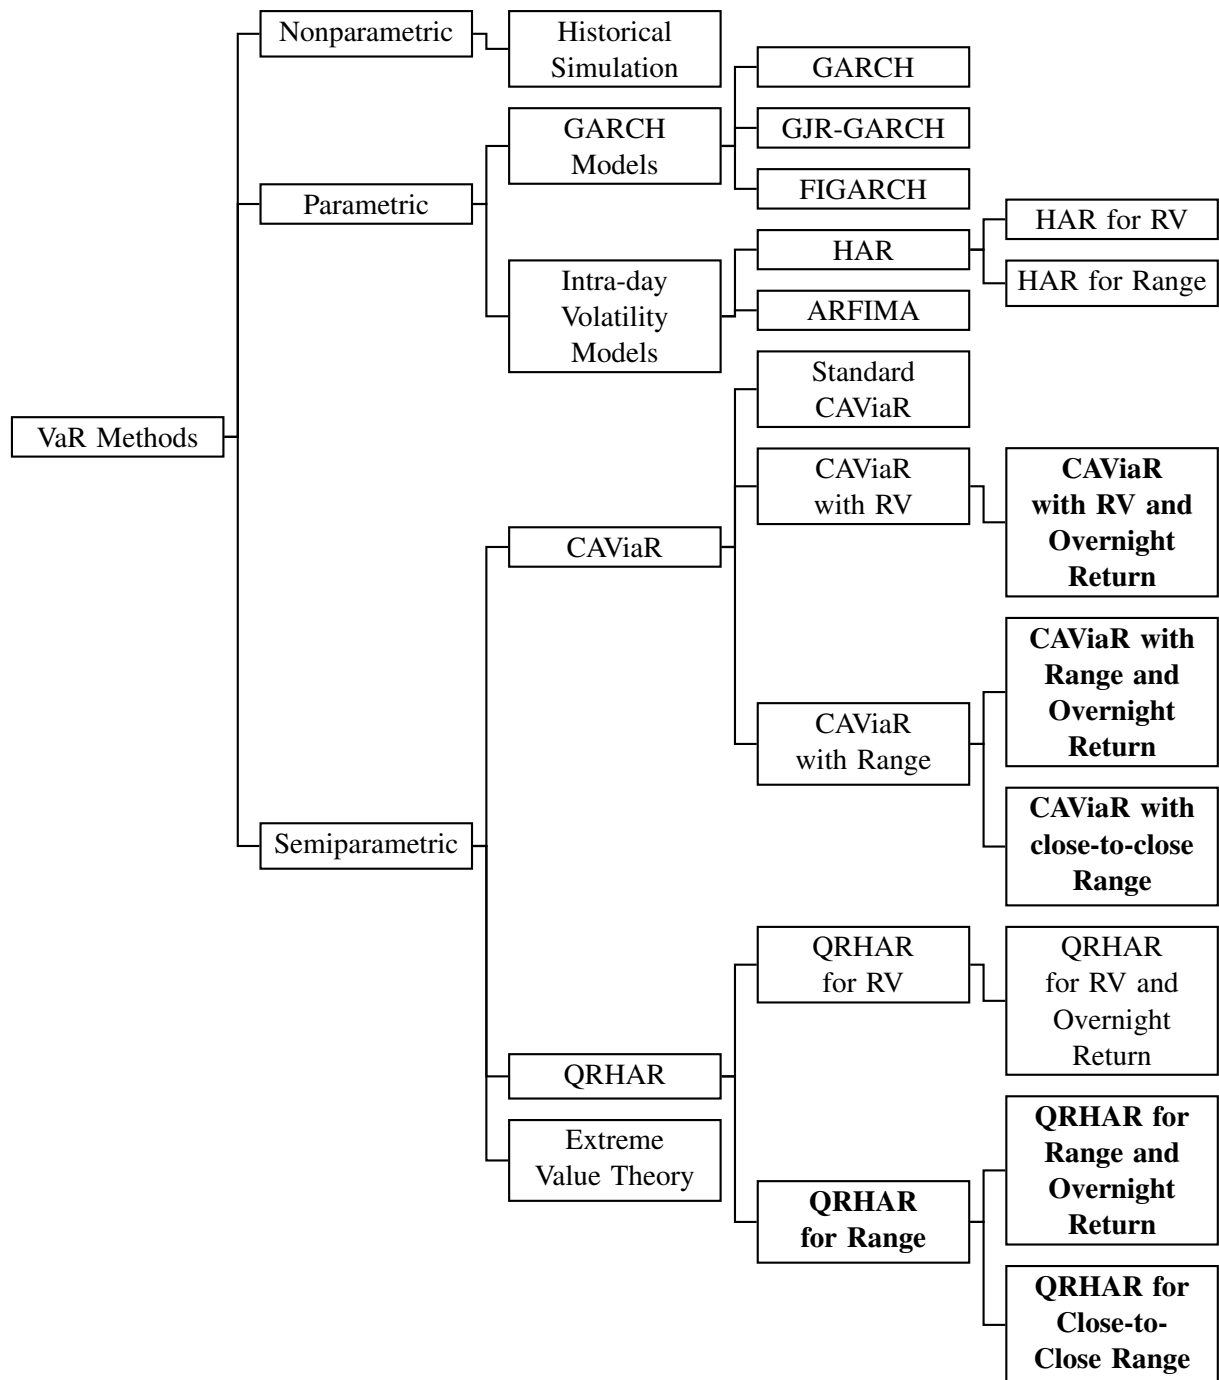 Nonparametric
Historical
Simulation
GARCH
GARCH
Models
GJR-GARCH
FIGARCH
Parametric
HAR for RV
HAR
HAR for Range
Intra-day
Volatility
Models
ARFIMA
Standard
CAViaR
VaR Methods
CAViaR
with RV
CAViaR
with RV and
Overnight
Return
CAViaR
CAViaR with
Range and
Overnight
Return
CAViaR
with Range
CAViaR with
close-to-close
Range
Semiparametric
QRHAR
for RV
QRHAR
for RV and
Overnight
Return
QRHAR
QRHAR for
Range and
Overnight
Return
Extreme
Value Theory
QRHAR
for Range
QRHAR for
Close-to-
Close Range